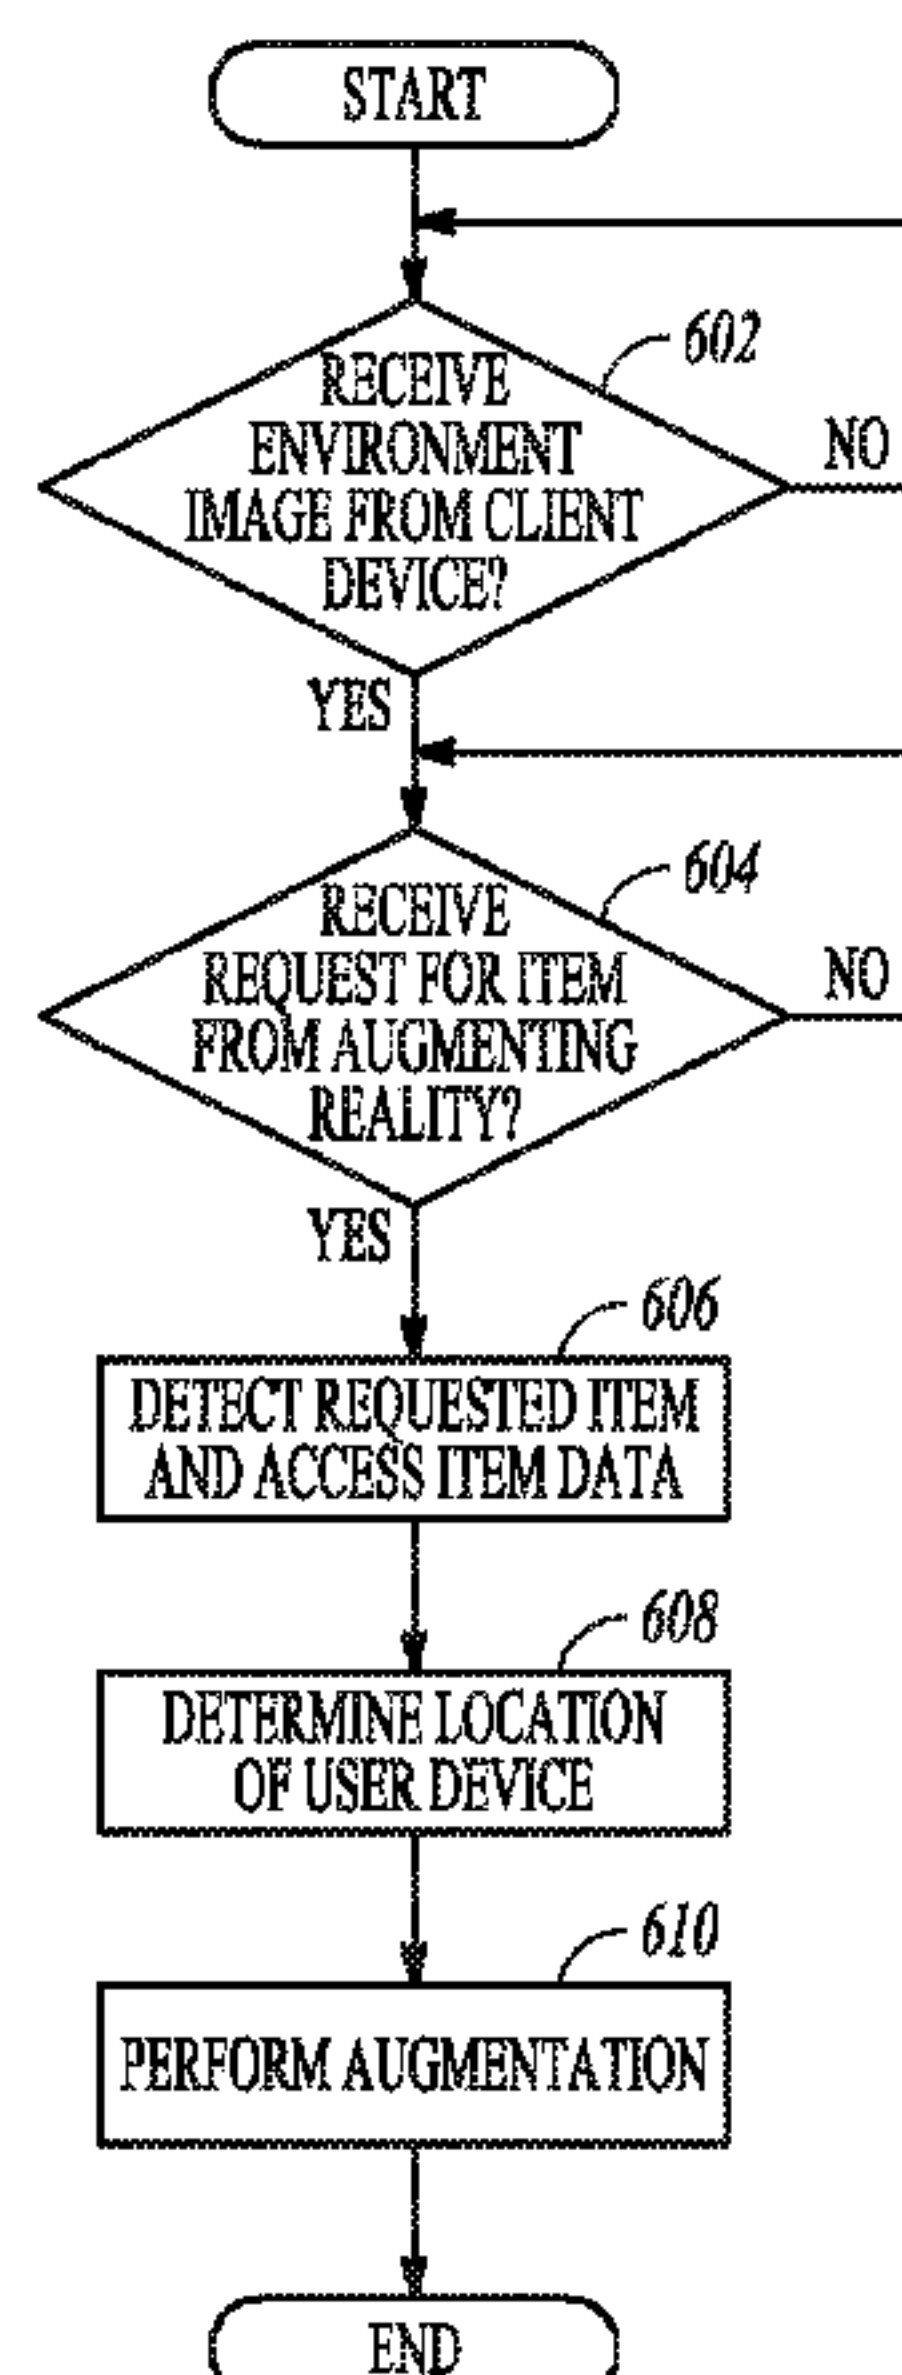 START
602
RECEIVE
ENVIRONMENT
IMAGE FROM CLIENT
DEVICE?
NO
YES
604
RECEIVE
REQUEST FOR ITEM
FROM AUGMENTING
REALITY?
NO
YES
606
DETECT REQUESTED ITEM
AND ACCESS ITEM DATA
608
DETERMINE LOCATION
OF USER DEVICE
610
PERFORM AUGMENTATION
END